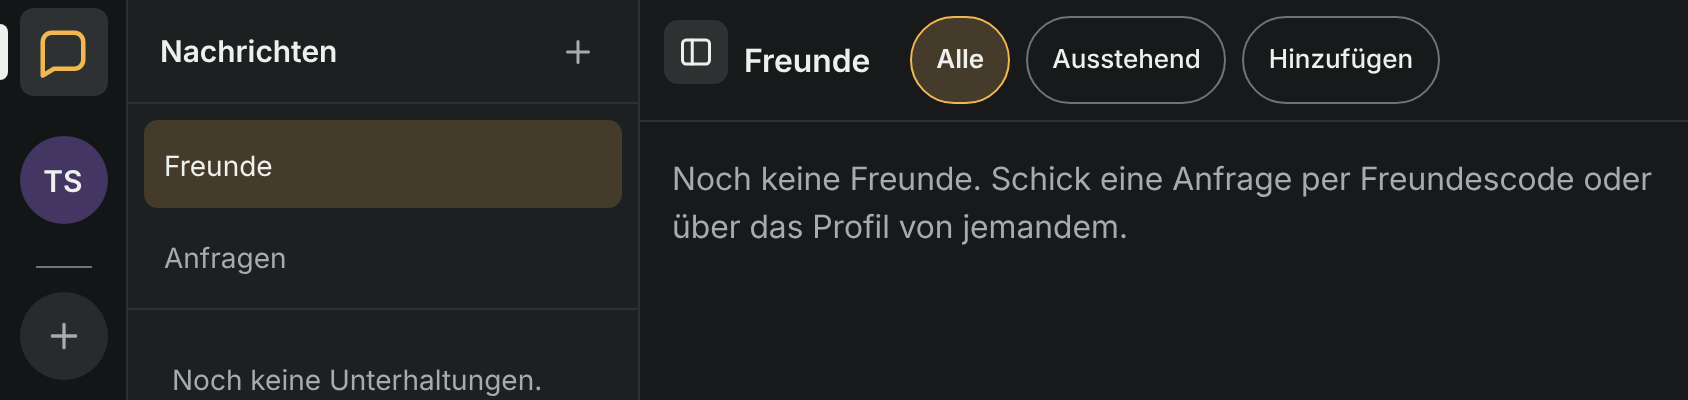 Nachrichten
TS
Freunde
Anfragen
Noch keine Unterhaltungen.
Freunde
Alle
Ausstehend
Hinzufügen
Noch keine Freunde. Schick eine Anfrage per Freundescode oder
über das Profil von jemandem.